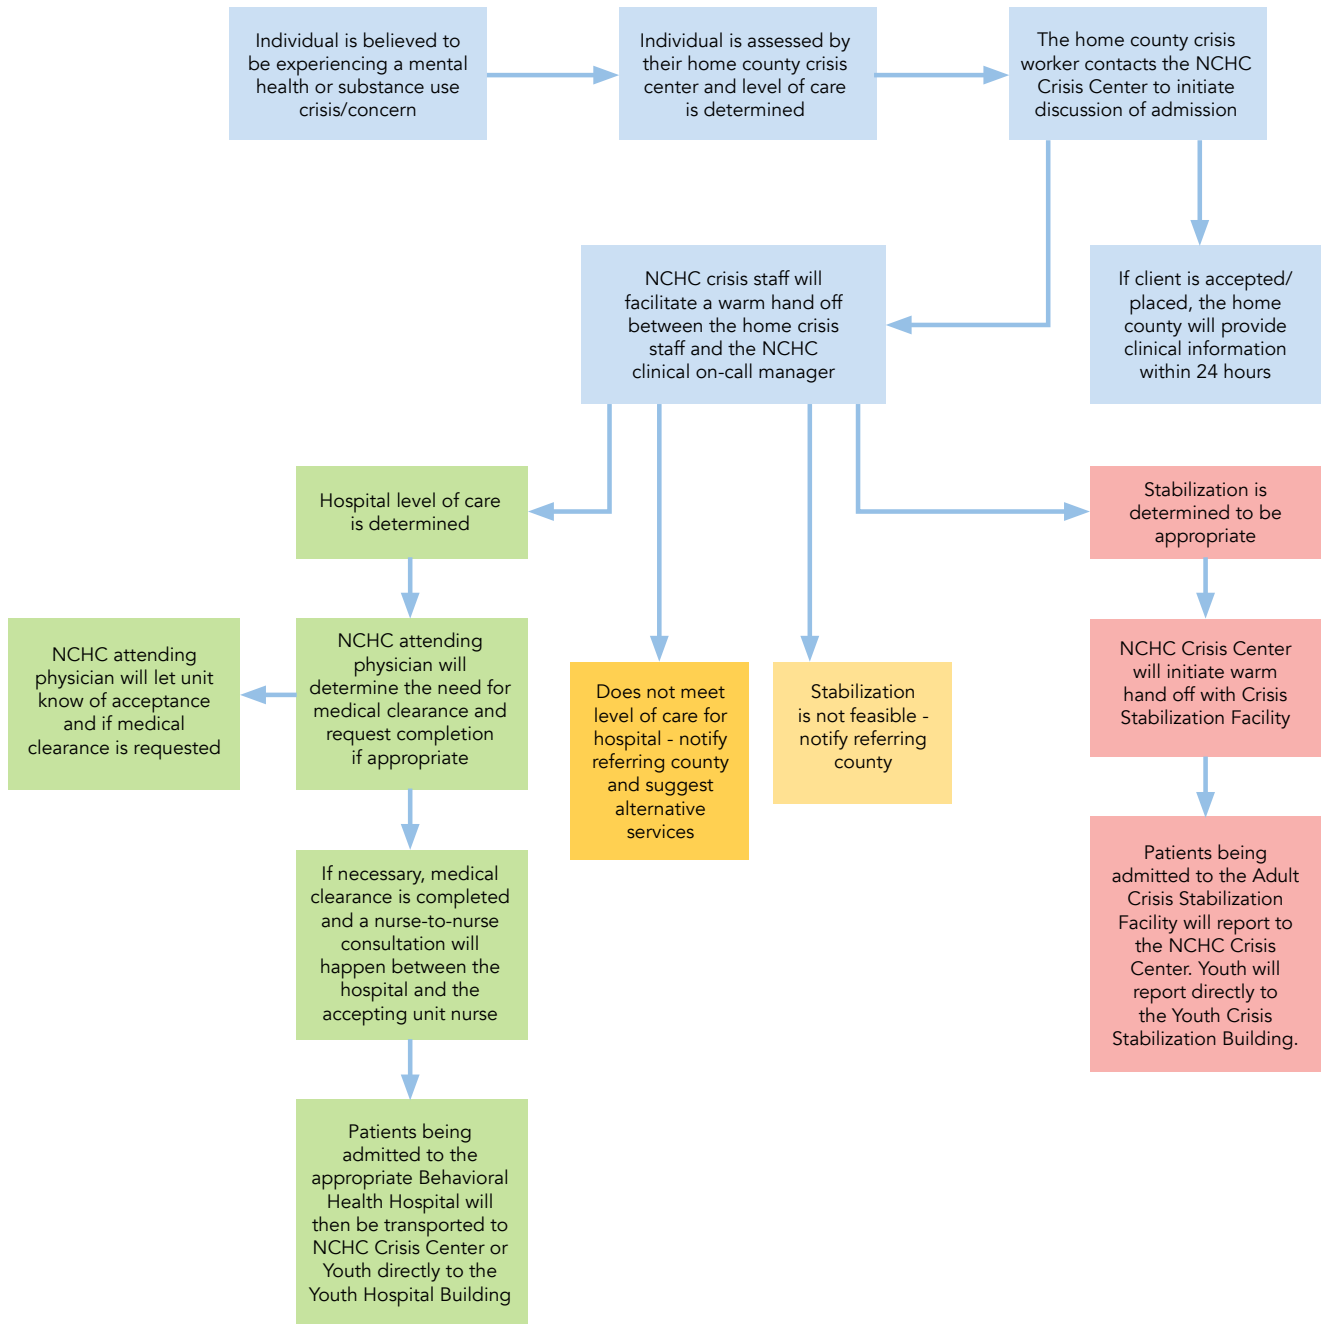 Individual is believed to
be experiencing a mental
health or substance use
crisis/concern
Individual is assessed by
their home county crisis
center and level of care
is determined
The home county crisis
worker contacts the NCHC
Crisis Center to initiate
discussion of admission
NCHC crisis staff will
facilitate a warm hand off
between the home crisis
staff and the NCHC
clinical on-call manager
If client is accepted/
placed, the home
county will provide
clinical information
within 24 hours
Hospital level of care
is determined
Stabilization is
determined to be
appropriate
NCHC attending
physician will let unit
know of acceptance
and if medical
clearance is requested
NCHC attending
physician will
determine the need for
medical clearance and
request completion
if appropriate
Does not meet
level of care for
hospital - notify
referring county
and suggest
alternative
services
Stabilization
is not feasible -
notify referring
county
NCHC Crisis Center
will initiate warm
hand off with Crisis
Stabilization Facility
If necessary, medical
clearance is completed
and a nurse-to-nurse
consultation will
happen between the
hospital and the
accepting unit nurse
Patients being
admitted to the Adult
Crisis Stabilization
Facility will report to
the NCHC Crisis
Center. Youth will
report directly to
the Youth Crisis
Stabilization Building.
Patients being
admitted to the
appropriate Behavioral
Health Hospital will
then be transported to
NCHC Crisis Center or
Youth directly to the
Youth Hospital Building